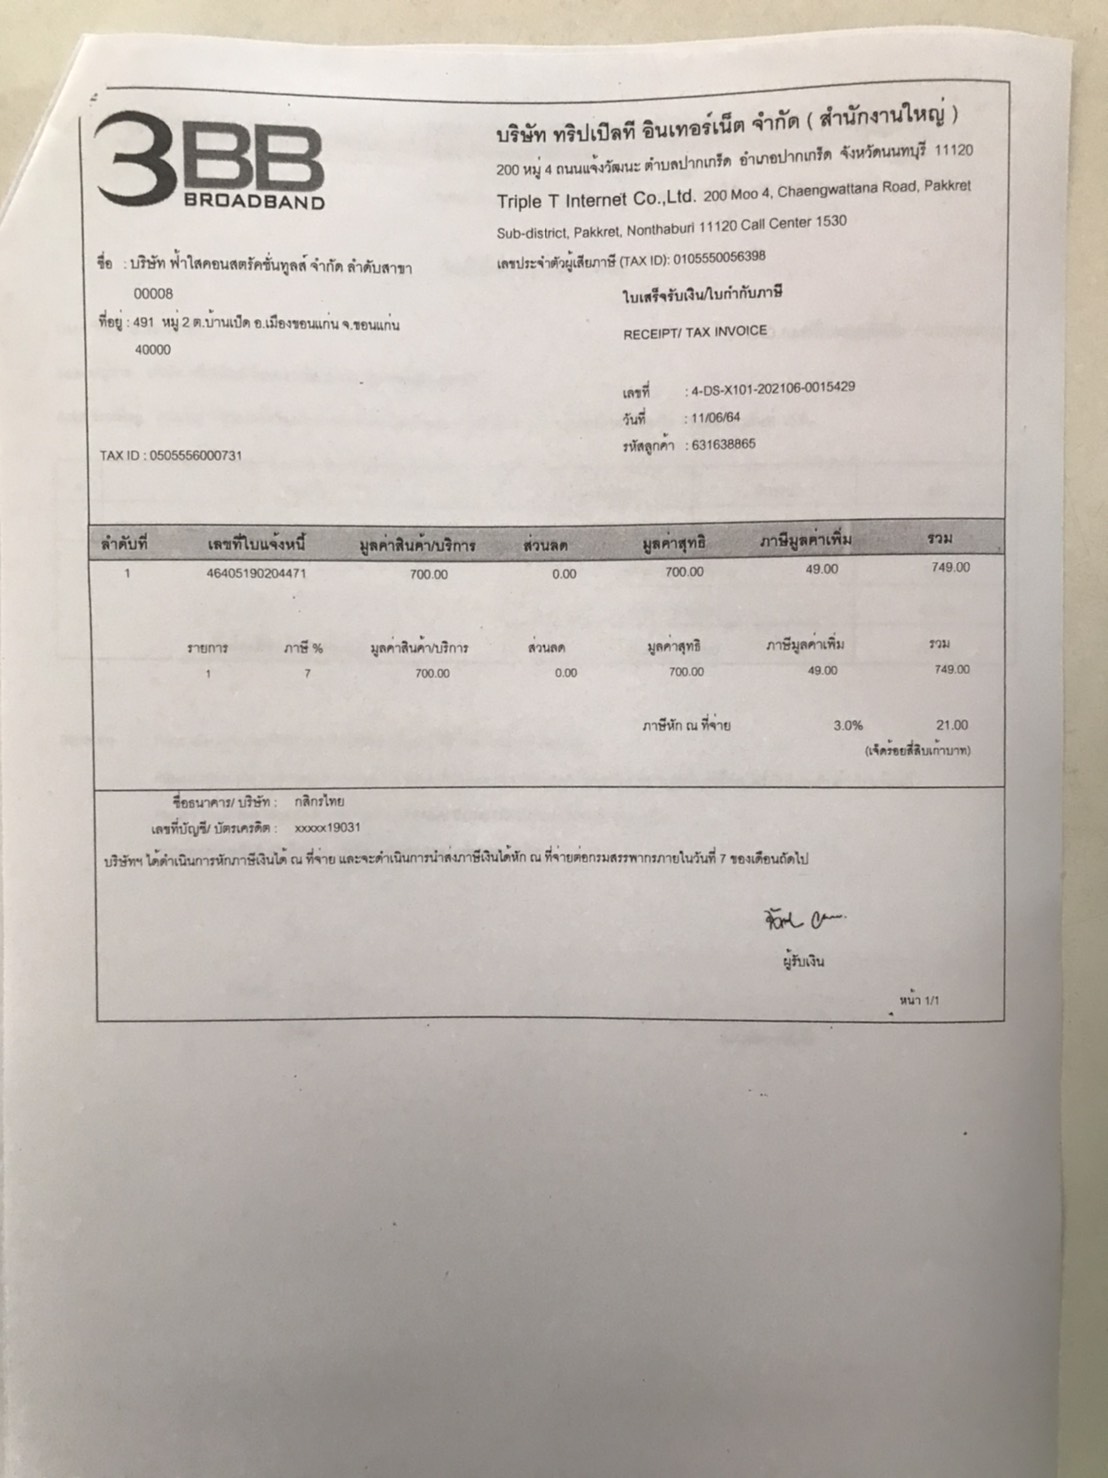 3BB
BROADBAND
บริษัท ทริปเปิลที อินเทอร์เน็ต จำกัด ( สำนักงานใหญ่ )
200 หมู่ 4 ถนนแจ้งวัฒนะ ตำบลปากเกร็ด อำเภอปากเกร็ด จังหวัดนนทบุรี 11120
Triple T Internet Co.,Ltd. 200 Moo 4, Chaengwattana Road, Pakkret
Sub-district, Pakkret, Nonthaburi 11120 Call Center 1530
เลขประจำตัวผู้เสียภาษี (TAX ID): 0105550056398
ชื่อ : บริษัท ฟ้าใสคอนสตรัคชั่นทูลส์ จำกัด ลำดับสาขา
00008
ที่อยู่ : 491 หมู่ 2 ต.บ้านเป็ด อ.เมืองขอนแก่น จ.ขอนแก่น
40000
ใบเสร็จรับเงิน/ใบกำกับภาษี
RECEIPT/ TAX INVOICE
เลขที่ : 4-DS-X101-202106-0015429
วันที่ : 11/06/64
รหัสลูกค้า : 631638865
TAX ID : 0505556000731
ลำดับที่ เลขที่ใบแจ้งหนี้ มูลค่าสินค้า/บริการ ส่วนลด มูลค่าสุทธิ ภาษีมูลค่าเพิ่ม รวม
1 46405190204471 700.00 0.00 700.00 49.00 749.00
รายการ ภาษี % มูลค่าสินค้า/บริการ ส่วนลด มูลค่าสุทธิ ภาษีมูลค่าเพิ่ม รวม
1 7 700.00 0.00 700.00 49.00 749.00
ภาษีหัก ณ ที่จ่าย 3.0% 21.00
(เจ็ดร้อยสี่สิบเก้าบาท)
ชื่อธนาคาร/ บริษัท : กสิกรไทย
เลขที่บัญชี/ บัตรเครดิต : xxxxx19031
บริษัทฯ ได้ดำเนินการหักภาษีเงินได้ ณ ที่จ่าย และจะดำเนินการนำส่งภาษีเงินได้หัก ณ ที่จ่ายต่อกรมสรรพากรภายในวันที่ 7 ของเดือนถัดไป
ผู้รับเงิน
หน้า 1/1